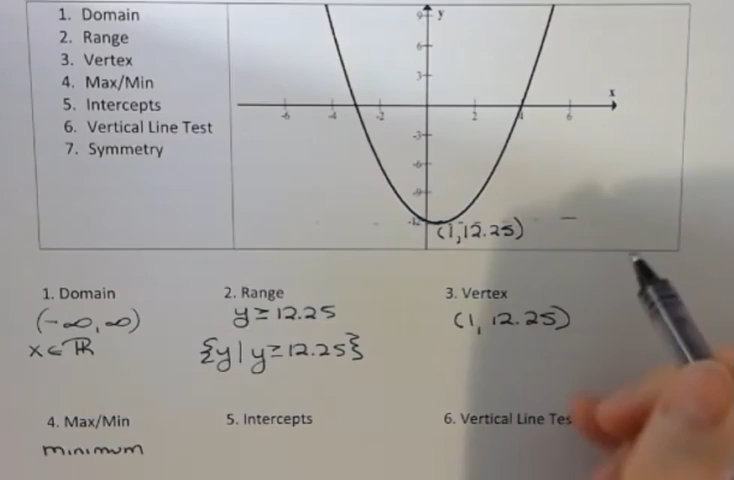 1. Domain
2. Range
3. Vertex
4. Max/Min
5. Intercepts
6. Vertical Line Test
7. Symmetry
y
9
6
3
x
-6 -4 -2 2 4 6
-3
-6
-9
-12
(1,12.25)
1. Domain 2. Range 3. Vertex
(-∞,∞) y≥12.25 (1, 12.25)
x∈ℝ {y|y≥12.25}
4. Max/Min 5. Intercepts 6. Vertical Line Tes
minimum